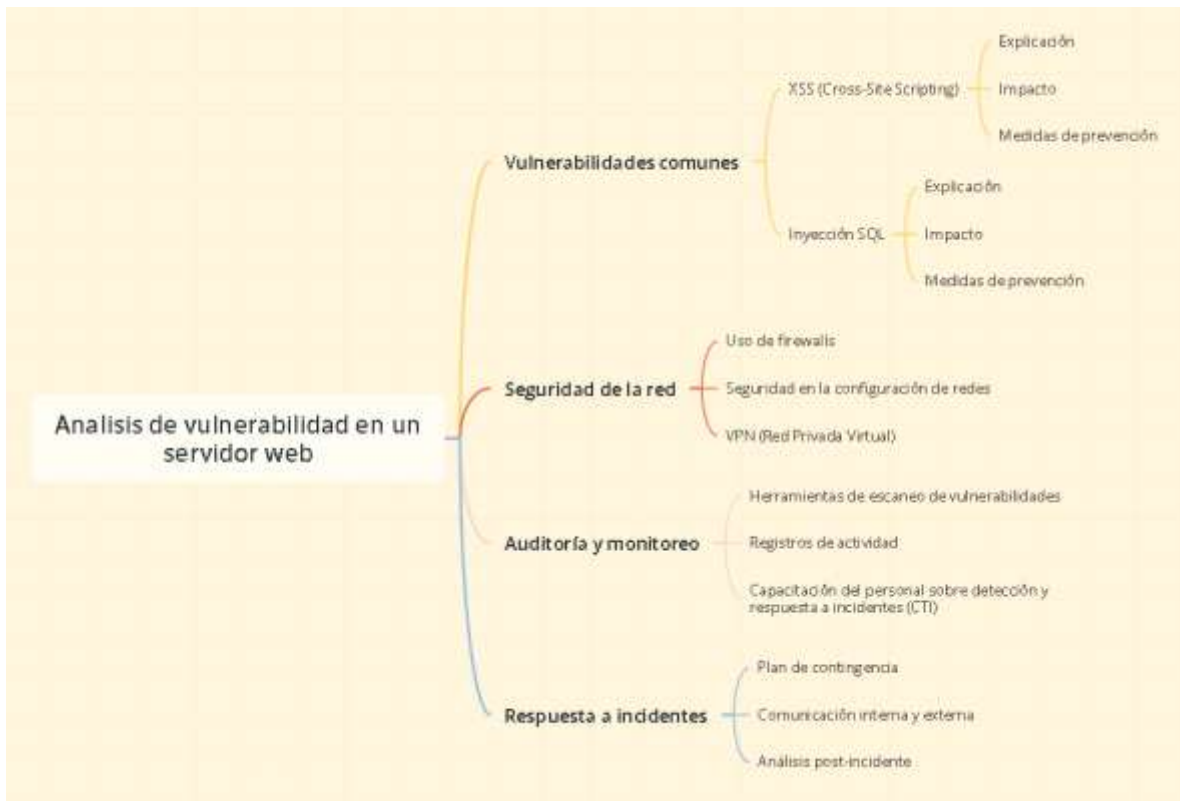 Analisis de vulnerabilidad en un
servidor web
Vulnerabilidades comunes
XSS (Cross-Site Scripting)
Explicación
Impacto
Medidas de prevención
Inyección SQL
Explicación
Impacto
Medidas de prevención
Seguridad de la red
Uso de firewalls
Seguridad en la configuración de redes
VPN (Red Privada Virtual)
Auditoría y monitoreo
Herramientas de escaneo de vulnerabilidades
Registros de actividad
Capacitación del personal sobre detección y
respuesta a incidentes (CTI)
Respuesta a incidentes
Plan de contingencia
Comunicación interna y externa
Análisis post-incidente